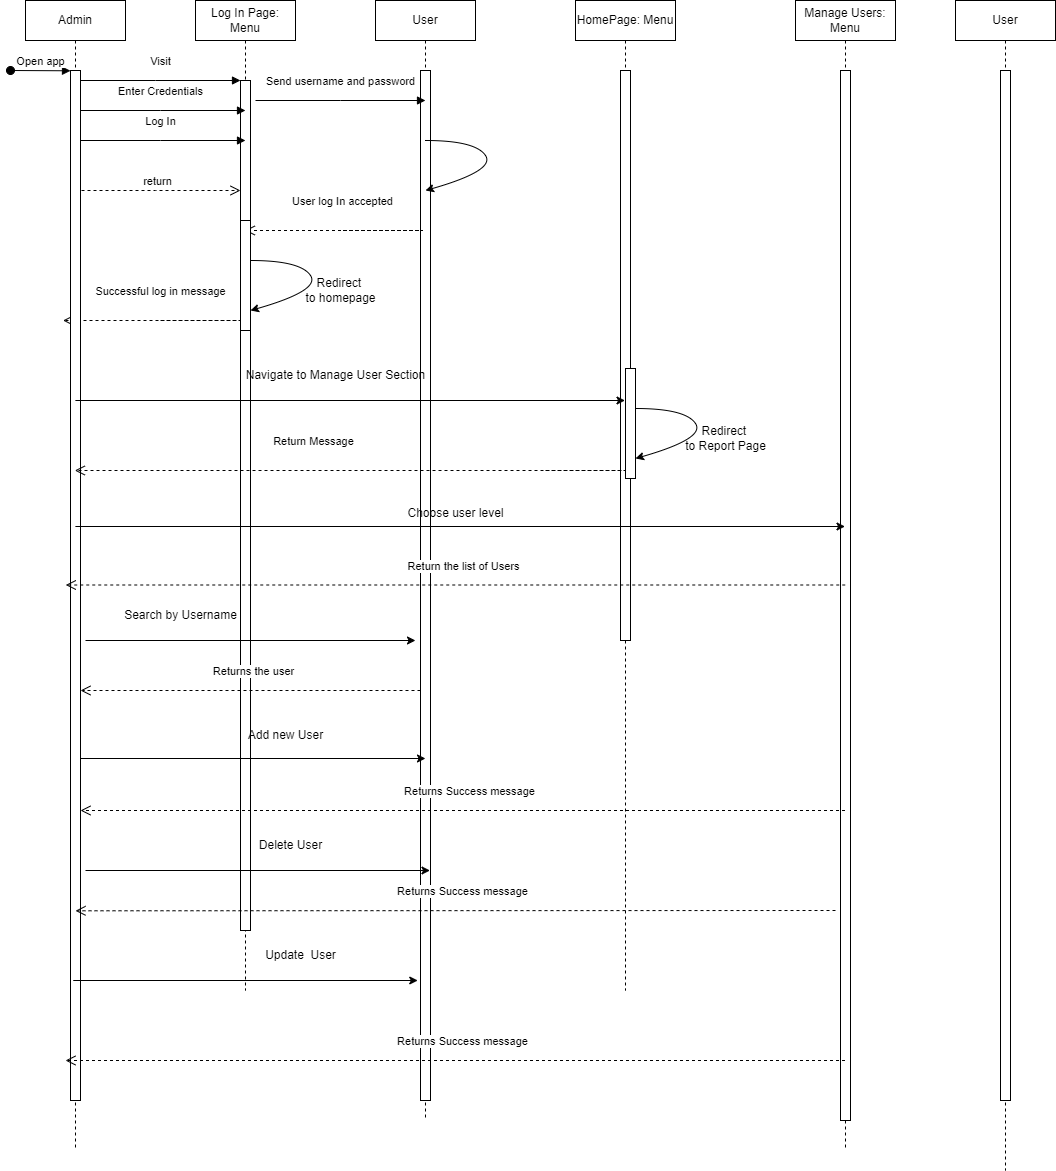 Admin
Log In Page:
Menu
User
HomePage: Menu
Manage Users:
Menu
User
Open app
Visit
Send username and password
Enter Credentials
Log In
return
User log In accepted
Redirect
to homepage
Successful log in message
Navigate to Manage User Section
Redirect
to Report Page
Return Message
Choose user level
Return the list of Users
Search by Username
Returns the user
Add new User
Returns Success message
Delete User
Returns Success message
Update  User
Returns Success message